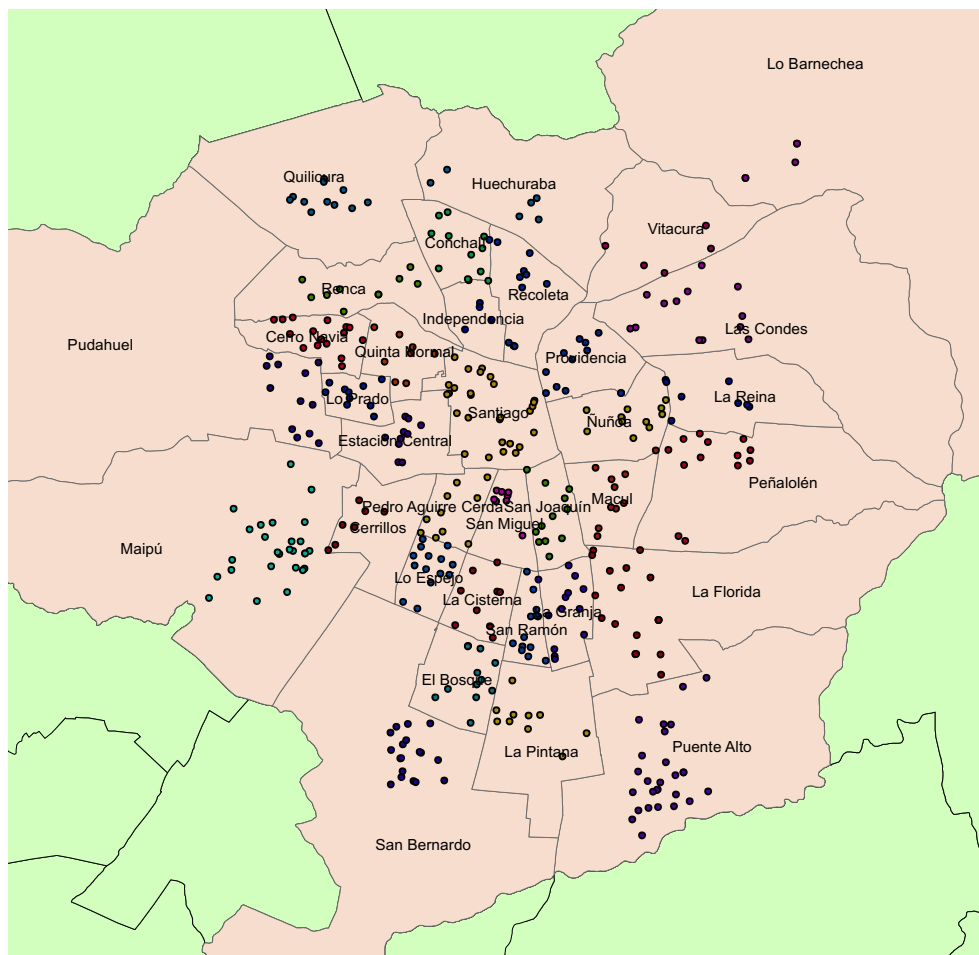 Lo Barnechea
Quilicura
Huechuraba
Vitacura
Conchalí
Renca
Recoleta
Independencia
Las Condes
Cerro Navia
Pudahuel
Quinta Normal
Providencia
La Reina
Lo Prado
Santiago
Ñuñoa
Estación Central
Peñalolén
Macul
Pedro Aguirre Cerda
San Joaquín
San Miguel
Cerrillos
Maipú
Lo Espejo
La Florida
La Cisterna
La Granja
San Ramón
El Bosque
Puente Alto
La Pintana
San Bernardo